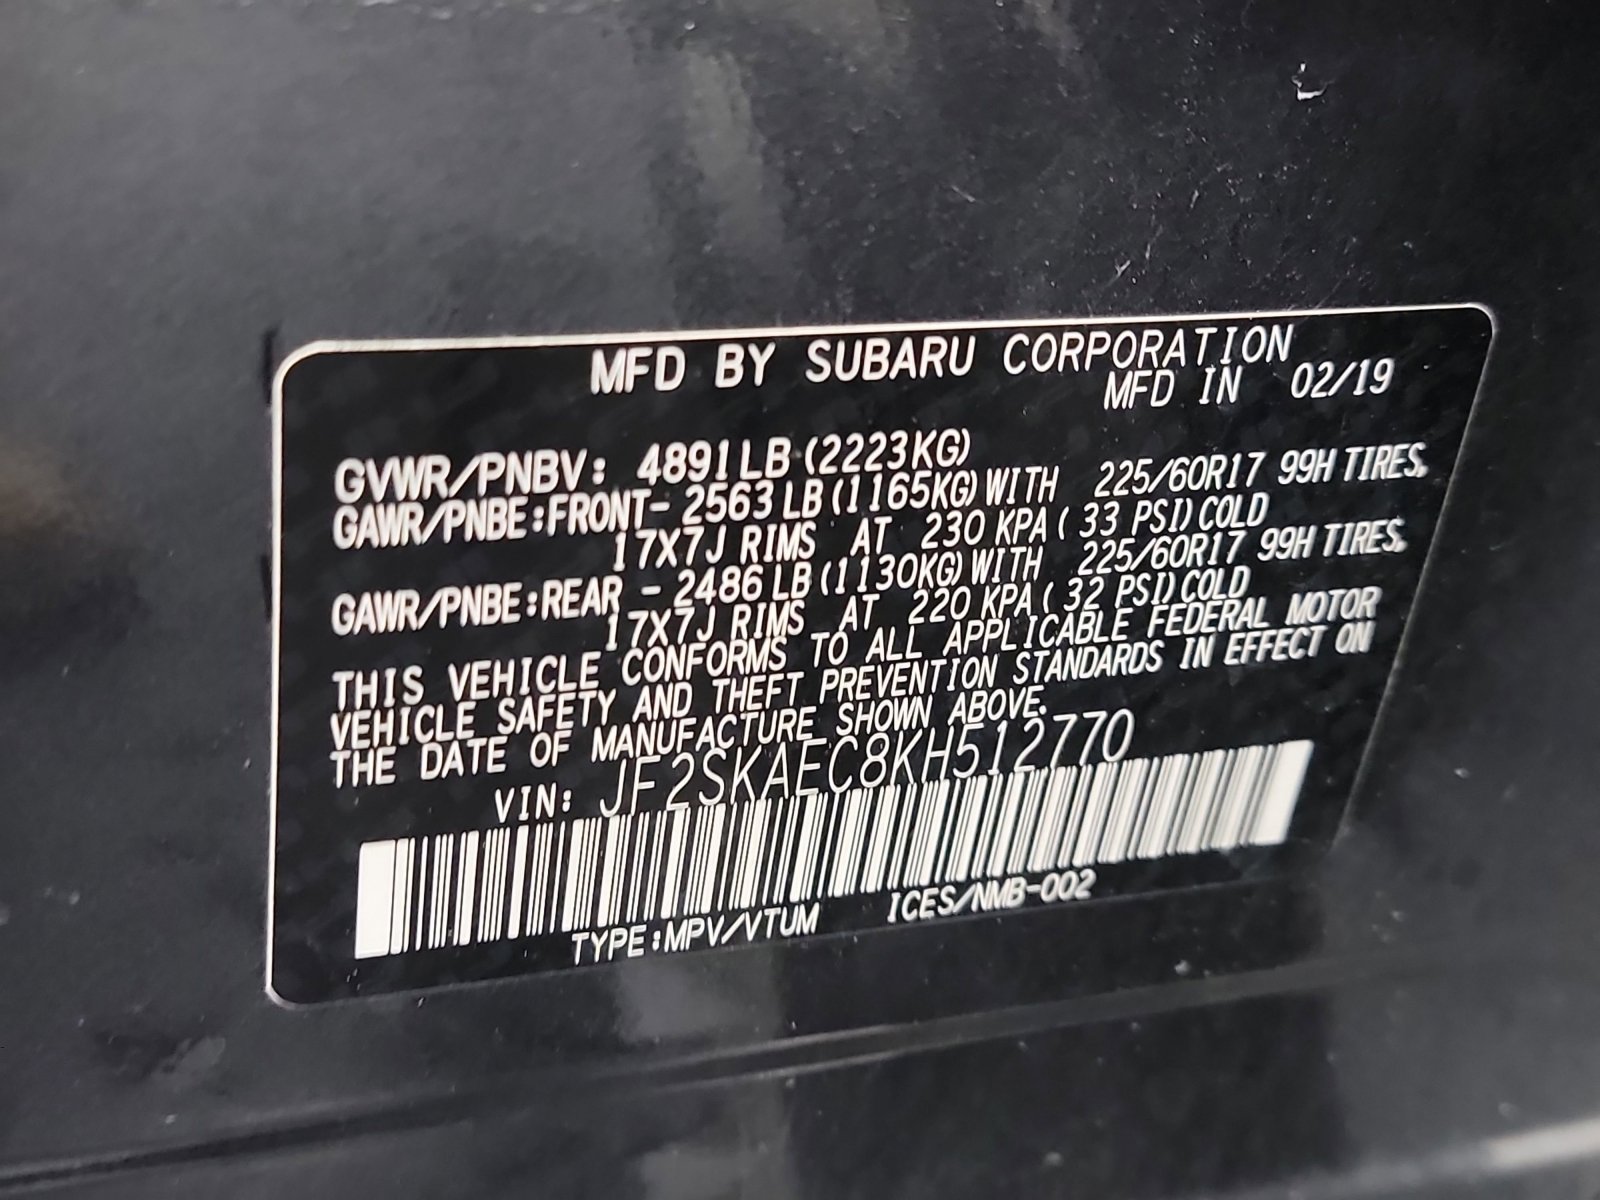 MFD BY SUBARU CORPORATION
MFD IN 02/19
GVWR/PNBV: 4891LB (2223KG)
GAWR/PNBE:FRONT- 2563 LB (1165KG) WITH 225/60R17 99H TIRES,
17X7J RIMS AT 230 KPA ( 33 PSI) COLD
GAWR/PNBE:REAR - 2486 LB (1130KG) WITH 225/60R17 99H TIRES,
17X7J RIMS AT 220 KPA ( 32 PSI) COLD
THIS VEHICLE CONFORMS TO ALL APPLICABLE FEDERAL MOTOR
VEHICLE SAFETY AND THEFT PREVENTION STANDARDS IN EFFECT ON
THE DATE OF MANUFACTURE SHOWN ABOVE.
VIN: JF2SKAEC8KH512770
TYPE:MPV/VTUM ICES/NMB-002